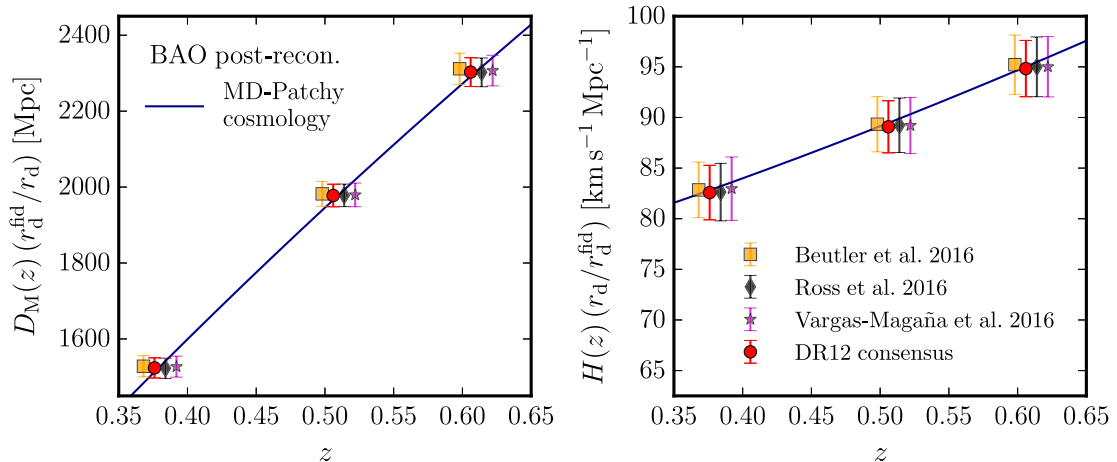 2400
2200
2000
1800
1600
D_M(z) (r_d^fid/r_d) [Mpc]
BAO post-recon.
MD-Patchy
cosmology
0.35 0.40 0.45 0.50 0.55 0.60 0.65
z
100
95
90
85
80
75
70
65
H(z) (r_d/r_d^fid) [km s^−1 Mpc^−1]
Beutler et al. 2016
Ross et al. 2016
Vargas-Magaña et al. 2016
DR12 consensus
0.35 0.40 0.45 0.50 0.55 0.60 0.65
z